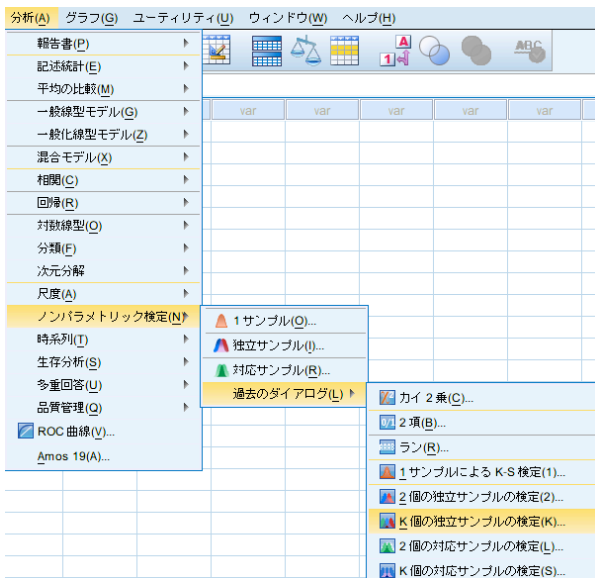 分析(A) グラフ(G) ユーティリティ(U) ウィンドウ(W) ヘルプ(H)
A
1
ABC
報告書(P)
記述統計(E)
平均の比較(M)
一般線型モデル(G)
一般化線型モデル(Z)
混合モデル(X)
相関(C)
回帰(R)
対数線型(O)
分類(F)
次元分解
尺度(A)
ノンパラメトリック検定(N)
時系列(T)
生存分析(S)
多重回答(U)
品質管理(Q)
ROC 曲線(V)...
Amos 19(A)...
var var var var var
1 サンプル(O)...
独立サンプル(I)...
対応サンプル(R)...
過去のダイアログ(L)
カイ 2 乗(C)...
0/1 2 項(B)...
ラン(R)...
1 サンプルによる K-S 検定(1)...
2 個の独立サンプルの検定(2)...
K 個の独立サンプルの検定(K)...
2 個の対応サンプルの検定(L)...
K 個の対応サンプルの検定(S)...